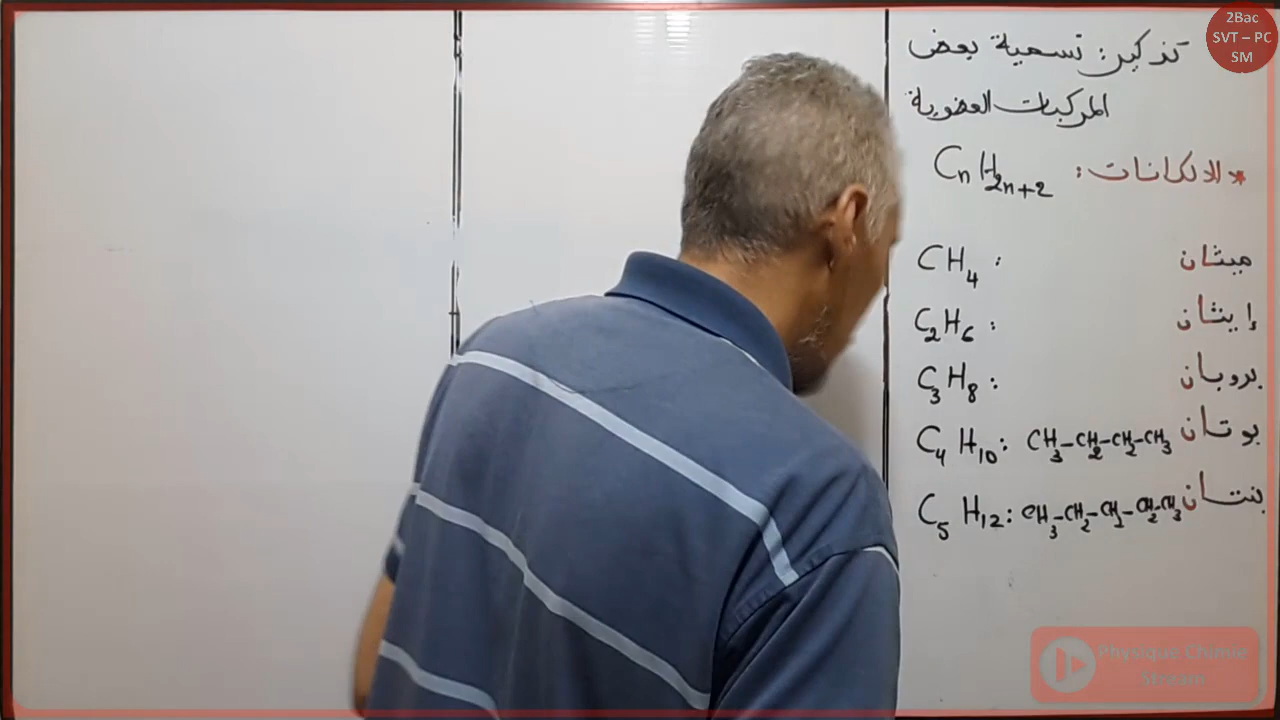 2Bac
SVT – PC
SM
تذكير: تسمية بعض
المركبات العضوية
* الالكانات: CnH2n+2
ميثان CH4 :
إيثان C2H6 :
بروبان C3H8 :
بوتان C4H10 : CH3-CH2-CH2-CH3
بنتان C5H12 : CH3-CH2-CH2-CH2-CH3
Physique Chimie
Stream